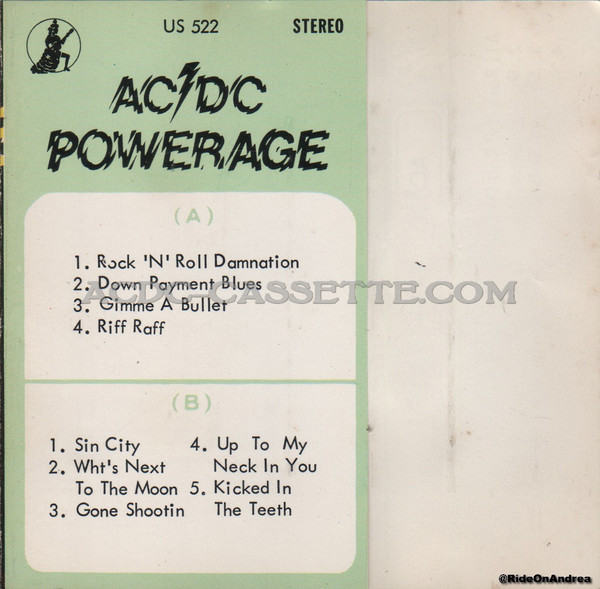 US 522 STEREO
AC/DC
POWERAGE
(A)
1. Rock 'N' Roll Damnation
2. Down Payment Blues
ACDC-CASSETTE.COM
3. Gimme A Bullet
4. Riff Raff
(B)
1. Sin City
2. Wht's Next
To The Moon
3. Gone Shootin
4. Up To My
Neck In You
5. Kicked In
The Teeth
@RideOnAndrea